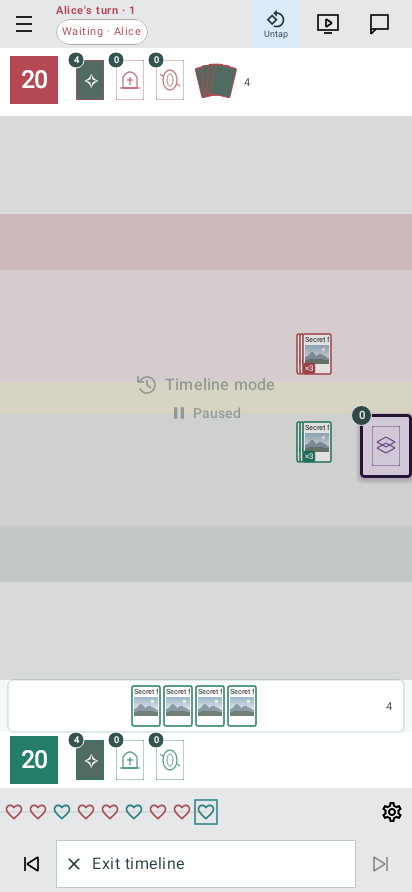 Alice's turn · 1
Waiting · Alice
Untap
20
4
0
0
4
Secret f
×3
Timeline mode
Paused
0
Secret f
×3
Secret f
Secret f
Secret f
Secret f
4
20
4
0
0
Exit timeline